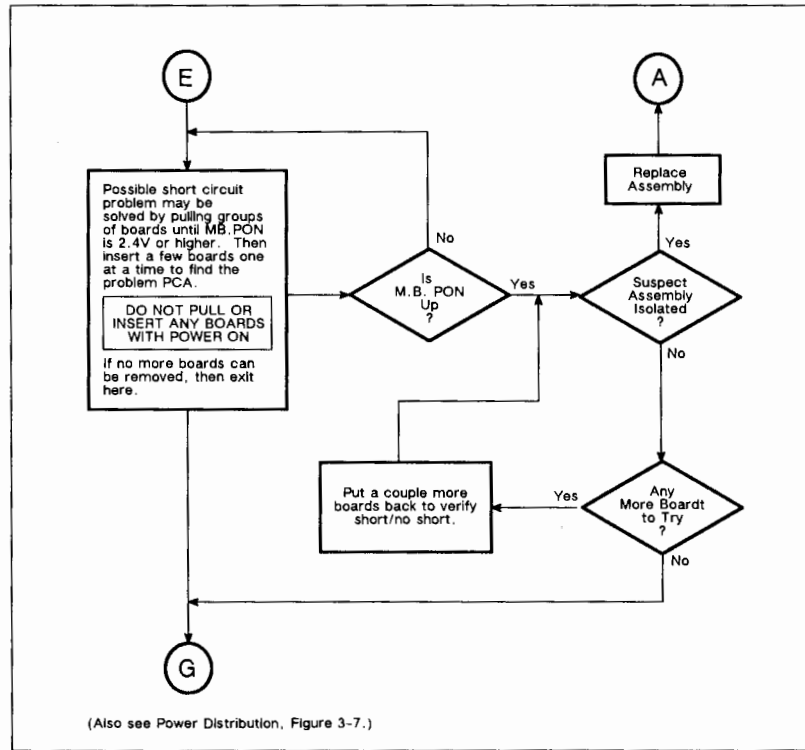 E
A
Replace
Assembly
Possible short circuit
problem may be
solved by pulling groups
of boards until MB.PON
is 2.4V or higher. Then
insert a few boards one
at a time to find the
problem PCA.
DO NOT PULL OR
INSERT ANY BOARDS
WITH POWER ON
If no more boards can
be removed, then exit
here.
No
Is
M.B. PON
Up
?
Yes
Yes
Suspect
Assembly
Isolated ?
No
Put a couple more
boards back to verify
short/no short.
Yes
Any
More Boardt
to Try
?
No
G
(Also see Power Distribution, Figure 3-7.)